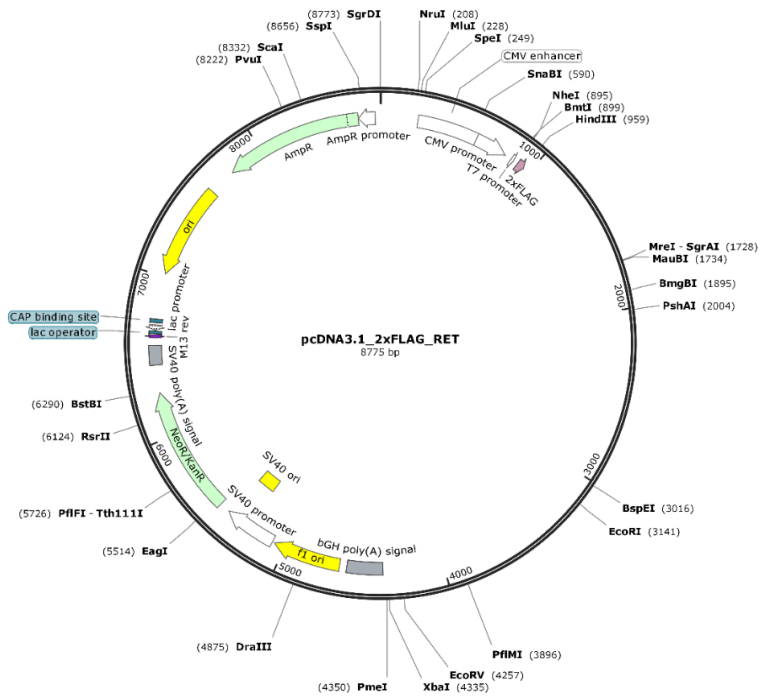 (8773) SgrDI
(8656) SspI
(8332) ScaI
(8222) PvuI
NruI (208)
MluI (228)
SpeI (249)
CMV enhancer
SnaBI (590)
NheI (895)
BmtI (899)
HindIII (959)
1000
CMV promoter
T7 promoter
2xFLAG
AmpR promoter
AmpR
8000
ori
7000
MreI - SgrAI (1728)
MauBI (1734)
BmgBI (1895)
2000
PshAI (2004)
CAP binding site
lac promoter
lac operator
M13 rev
SV40 poly(A) signal
pcDNA3.1_2xFLAG_RET
8775 bp
(6290) BstBI
(6124) RsrII
6000
NeoR/KanR
(5726) PflFI - Tth111I
(5514) EagI
SV40 ori
SV40 promoter
f1 ori
bGH poly(A) signal
5000
3000
BspEI (3016)
EcoRI (3141)
4000
(4875) DraIII
PflMI (3896)
EcoRV (4257)
XbaI (4335)
(4350) PmeI